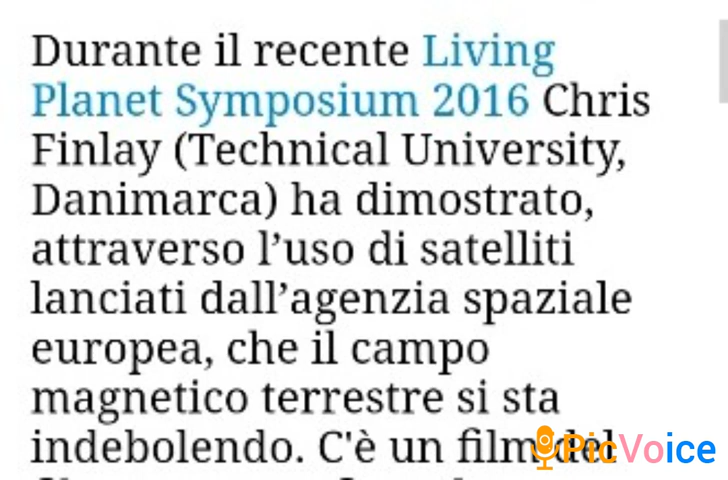 Durante il recente Living
Planet Symposium 2016 Chris
Finlay (Technical University,
Danimarca) ha dimostrato,
attraverso l’uso di satelliti
lanciati dall’agenzia spaziale
europea, che il campo
magnetico terrestre si sta
indebolendo. C'è un film del
PicVoice